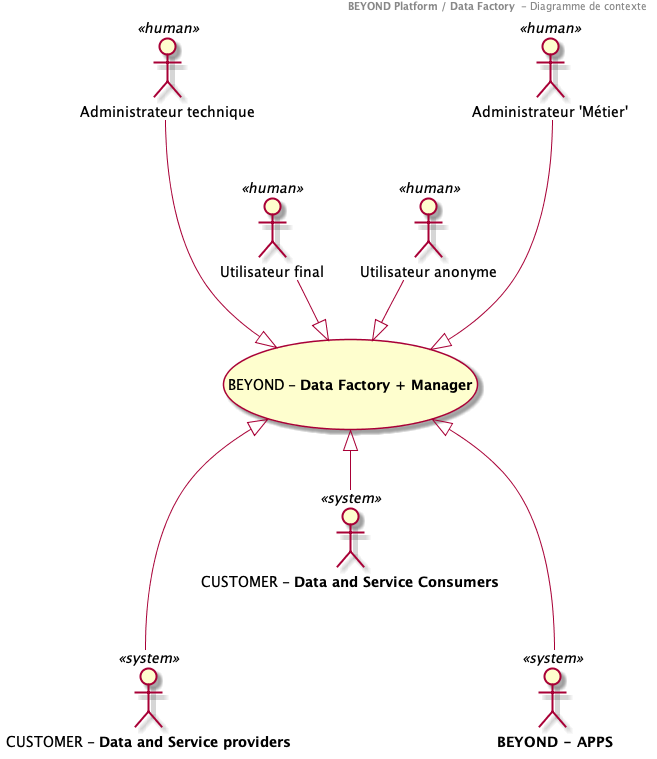 BEYOND Platform / Data Factory - Diagramme de contexte
«human»
Administrateur technique
«human»
Administrateur 'Métier'
«human»
Utilisateur final
«human»
Utilisateur anonyme
BEYOND - Data Factory + Manager
«system»
CUSTOMER - Data and Service Consumers
«system»
CUSTOMER - Data and Service providers
«system»
BEYOND - APPS